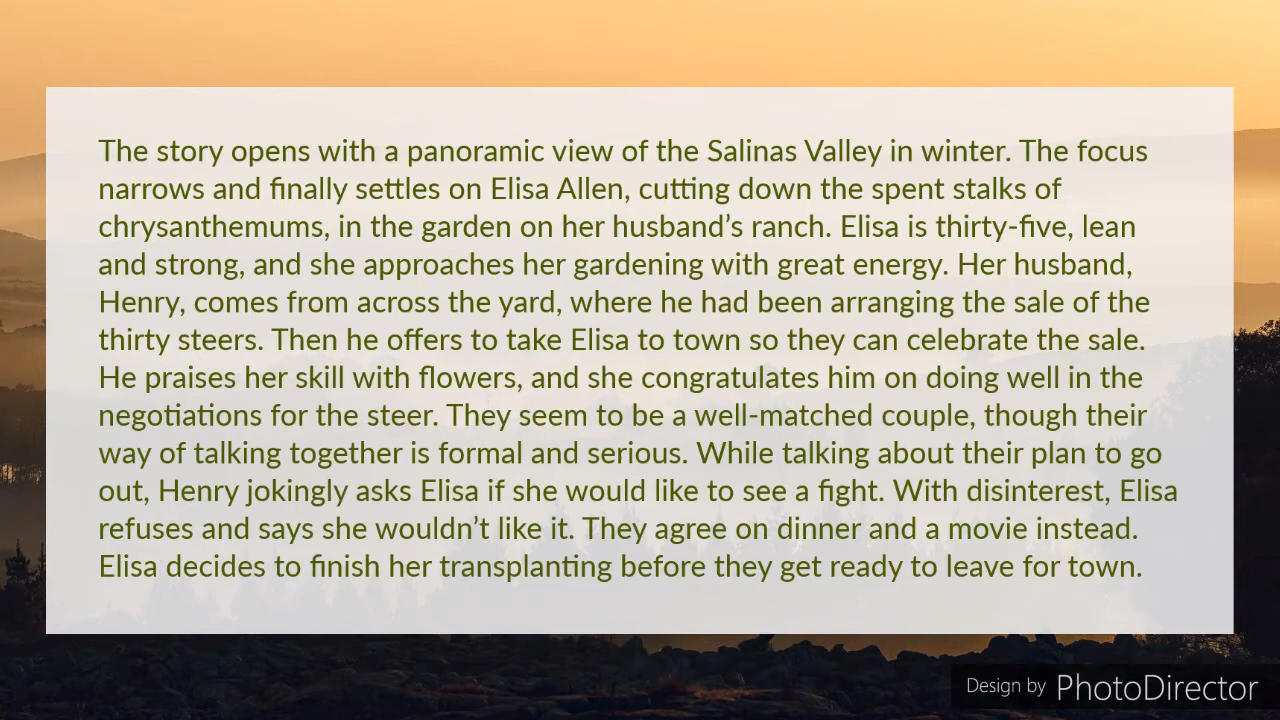 The story opens with a panoramic view of the Salinas Valley in winter. The focus
narrows and finally settles on Elisa Allen, cutting down the spent stalks of
chrysanthemums, in the garden on her husband’s ranch. Elisa is thirty-five, lean
and strong, and she approaches her gardening with great energy. Her husband,
Henry, comes from across the yard, where he had been arranging the sale of the
thirty steers. Then he offers to take Elisa to town so they can celebrate the sale.
He praises her skill with flowers, and she congratulates him on doing well in the
negotiations for the steer. They seem to be a well-matched couple, though their
way of talking together is formal and serious. While talking about their plan to go
out, Henry jokingly asks Elisa if she would like to see a fight. With disinterest, Elisa
refuses and says she wouldn’t like it. They agree on dinner and a movie instead.
Elisa decides to finish her transplanting before they get ready to leave for town.
Design by PhotoDirector